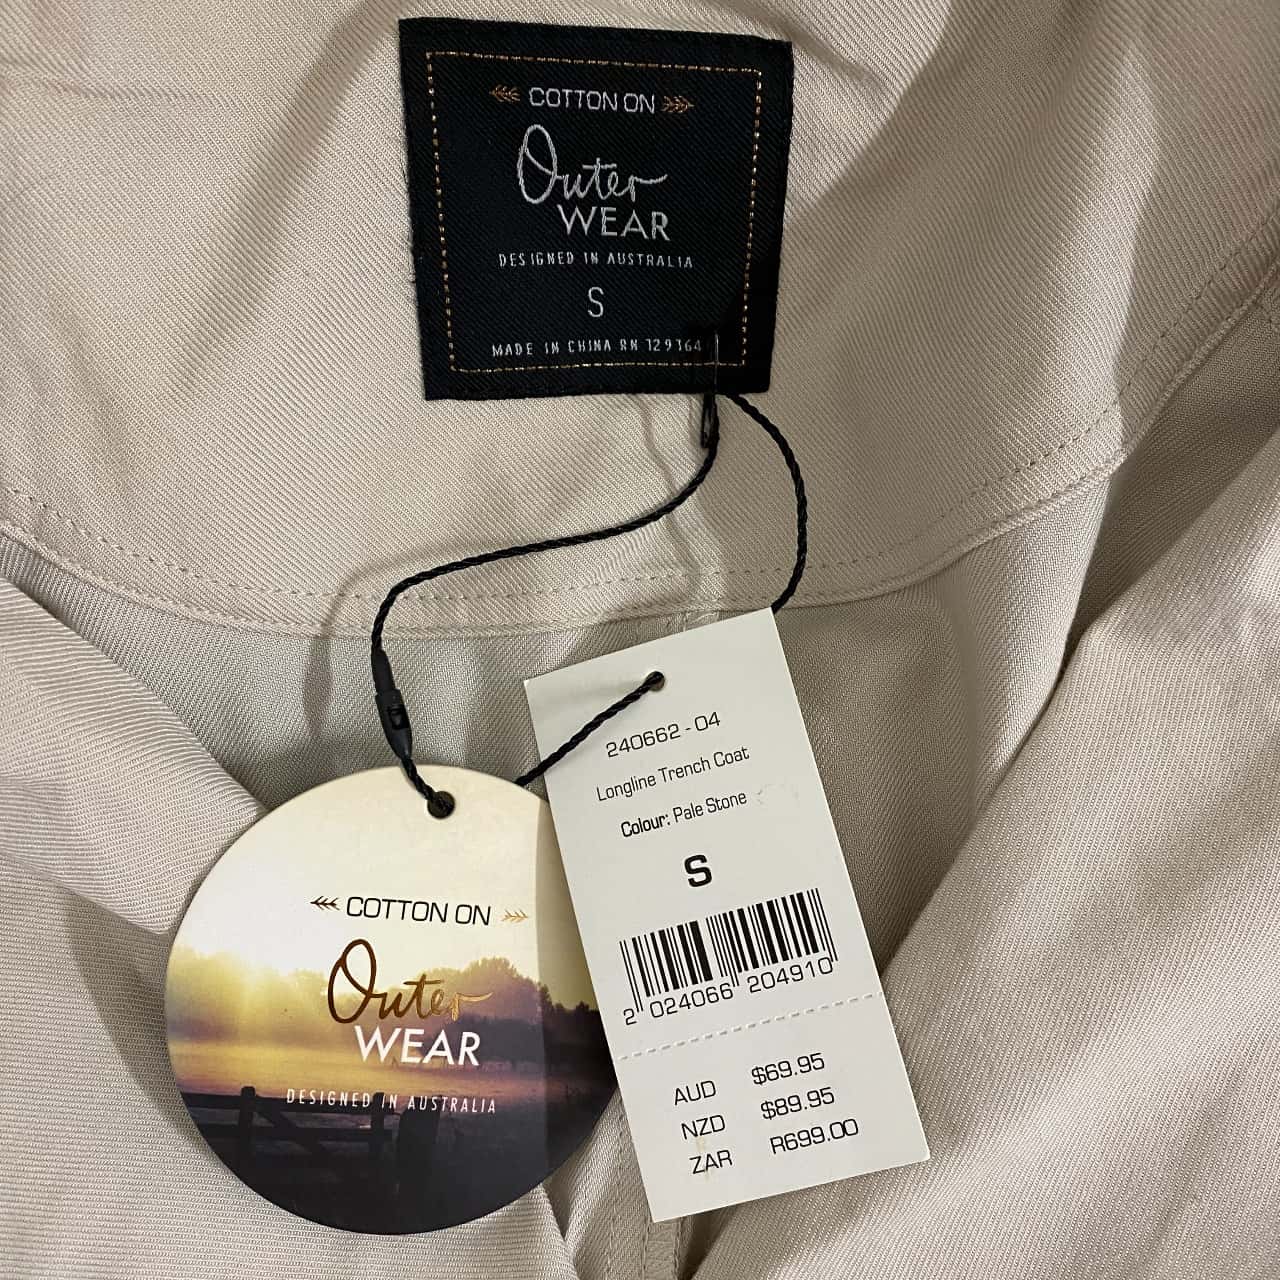 COTTON ON
Outer
WEAR
DESIGNED IN AUSTRALIA
S
MADE IN CHINA RN 129364
240662 - 04
Longline Trench Coat
Colour: Pale Stone
S
2 024066 204910
AUD $69.95
NZD $89.95
ZAR R699.00
COTTON ON
Outer
WEAR
DESIGNED IN AUSTRALIA